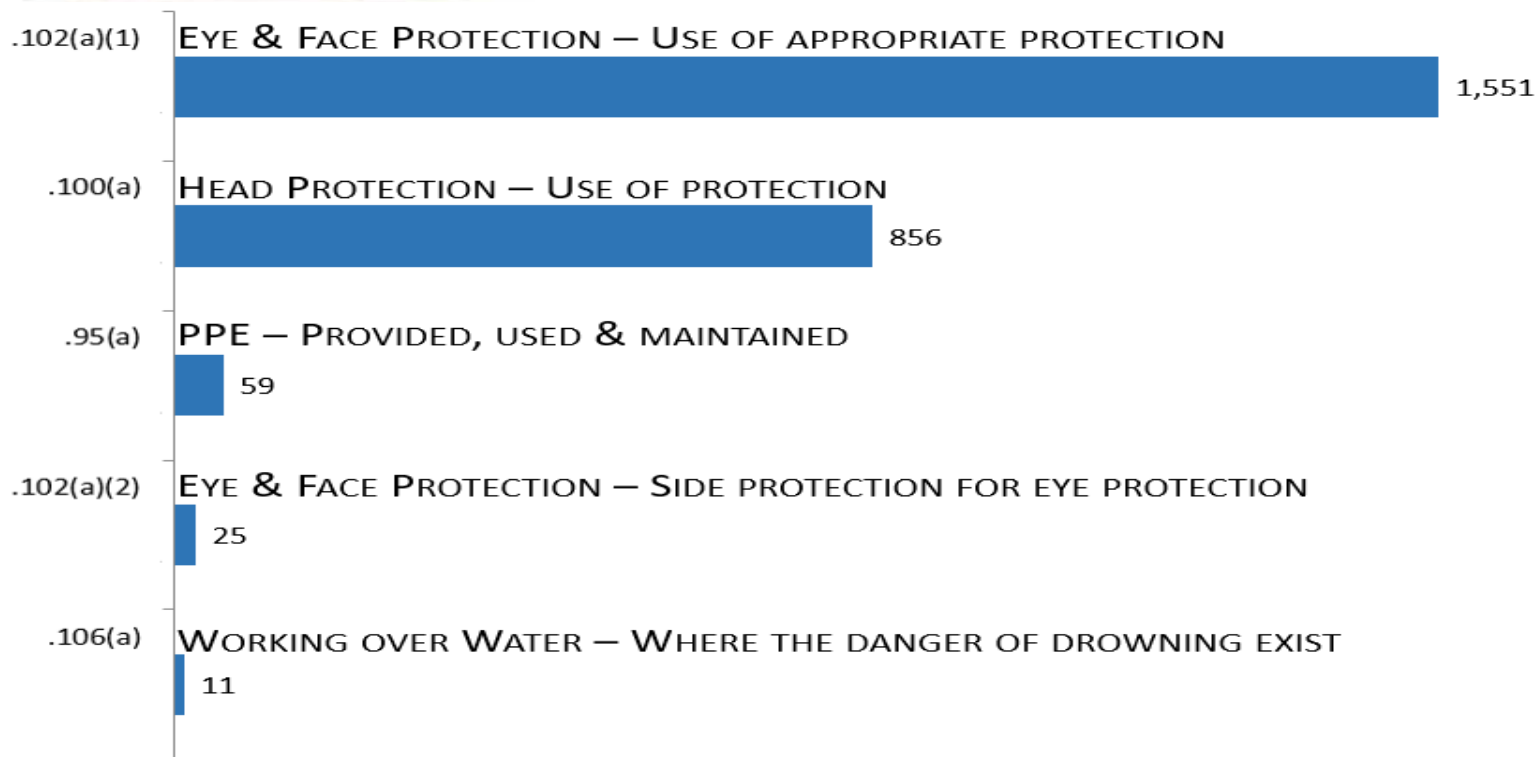 .102(a)(1) Eye & Face Protection – Use of appropriate protection
1,551
.100(a) Head Protection – Use of protection
856
.95(a) PPE – Provided, used & maintained
59
.102(a)(2) Eye & Face Protection – Side protection for eye protection
25
.106(a) Working over Water – Where the danger of drowning exist
11